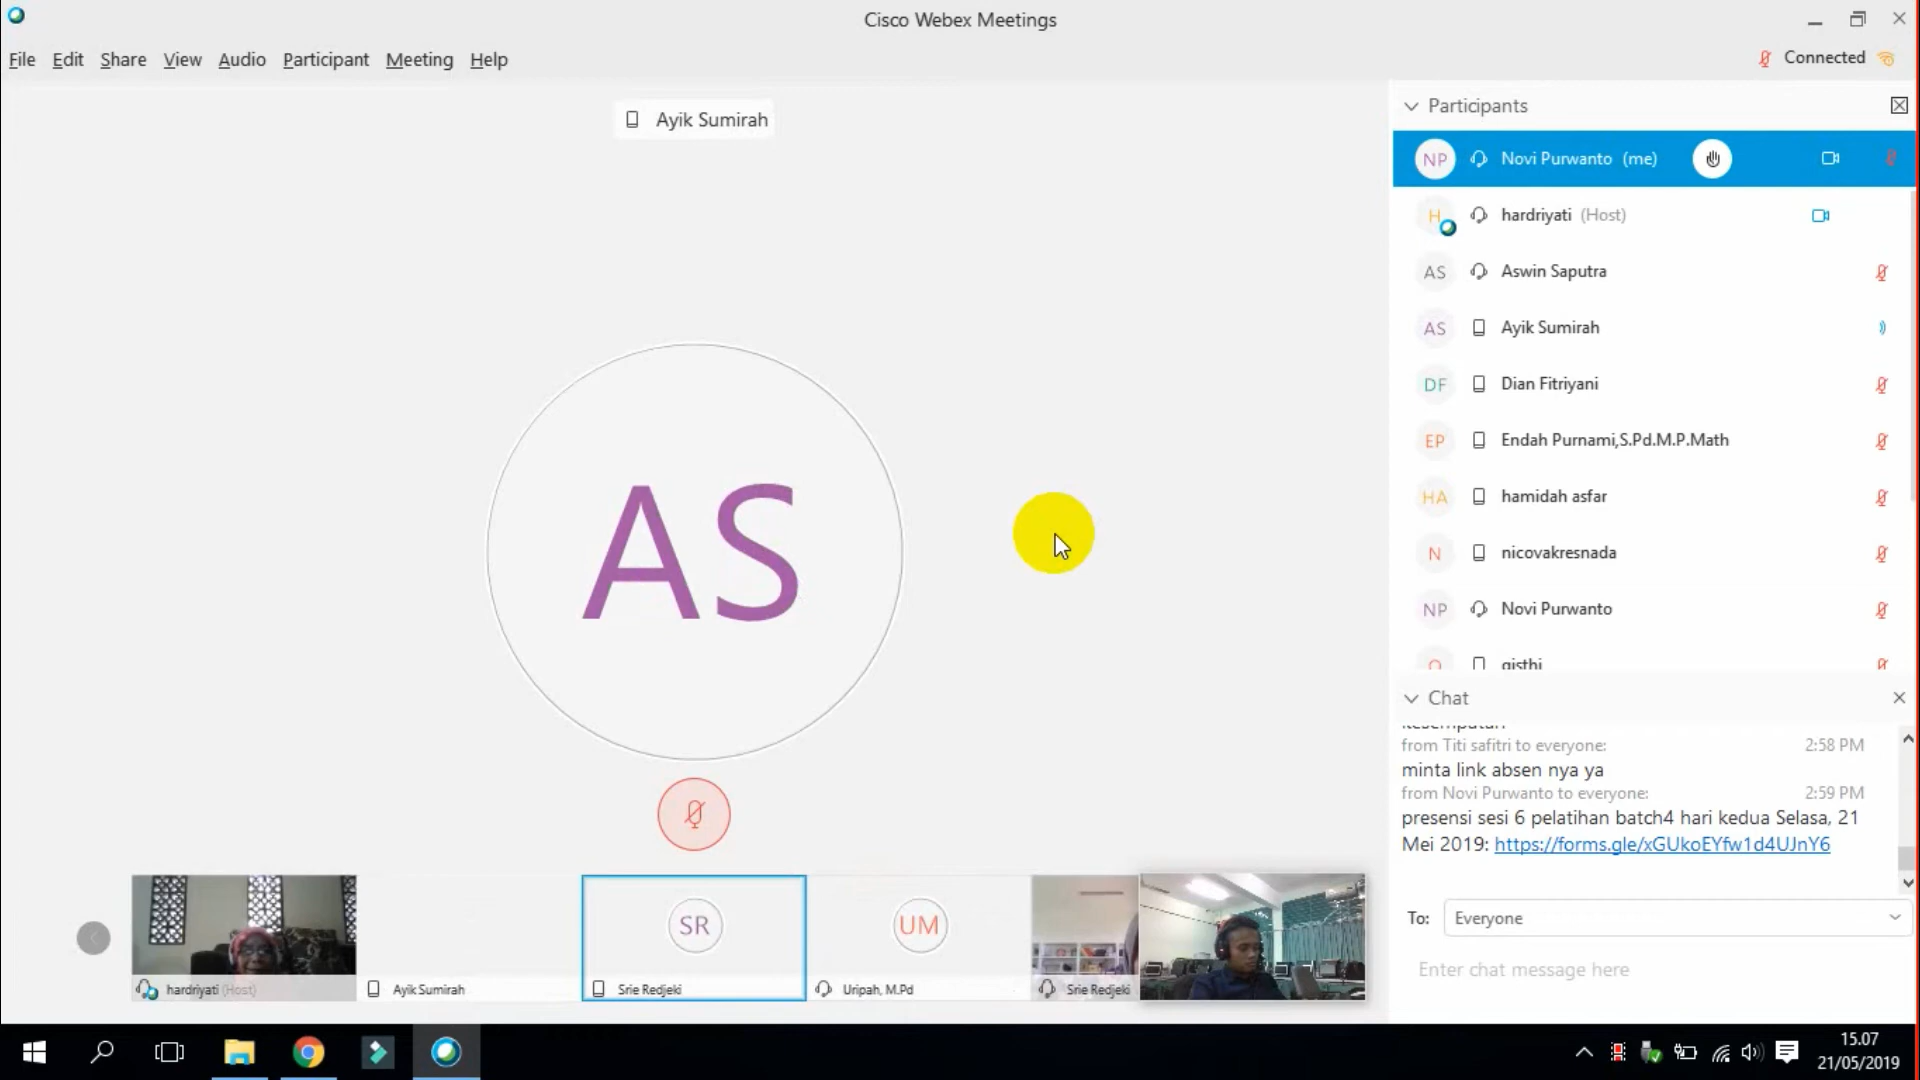 Cisco Webex Meetings
File Edit Share View Audio Participant Meeting Help
Connected
Ayik Sumirah
AS
hardriyati (Host)
Ayik Sumirah
SR
Srie Redjeki
UM
Uripah, M.Pd
Srie Redjeki
Participants
NP Novi Purwanto (me)
H hardriyati (Host)
AS Aswin Saputra
AS Ayik Sumirah
DF Dian Fitriyani
EP Endah Purnami,S.Pd.M.P.Math
HA hamidah asfar
N nicovakresnada
NP Novi Purwanto
Chat
from Titi safitri to everyone: 2:58 PM
minta link absen nya ya
from Novi Purwanto to everyone: 2:59 PM
presensi sesi 6 pelatihan batch4 hari kedua Selasa, 21
Mei 2019: https://forms.gle/xGUkoEYfw1d4UJnY6
To: Everyone
Enter chat message here
15.07
21/05/2019